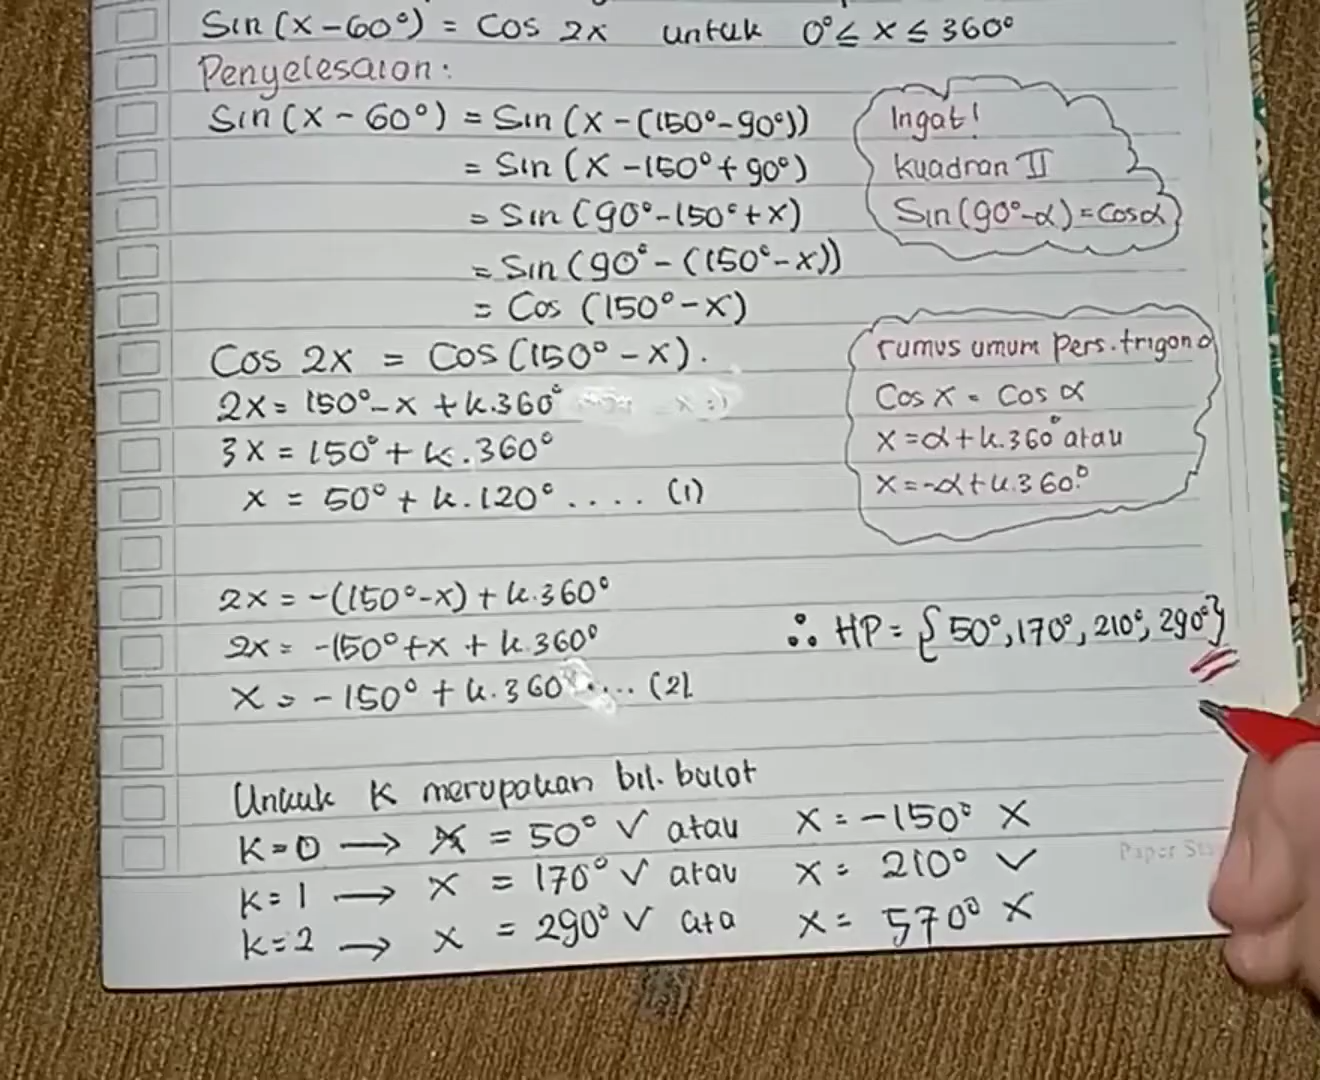 Sin (x-60°) = Cos 2x untuk 0° ≤ x ≤ 360°
Penyelesaian:
Sin (x - 60°) = Sin (x - (150°-90°))
= Sin (x -150° + 90°)
= Sin (90°-150°+x)
= Sin (90° - (150°-x))
= Cos (150°-x)
Ingat!
Kuadran II
Sin(90°-α)=Cosα
Cos 2x = Cos (150° - x).
2x = 150°-x + k.360°
3x = 150° + k.360°
x = 50° + k.120° .... (1)
rumus umum Pers.trigono
Cos x = Cos α
x = α + k.360° atau
x = -α + k.360°
2x = -(150°-x) + k.360°
2x = -150°+x + k.360°
x = -150° + k.360° .... (2).
∴ HP = {50°, 170°, 210°, 290°}
Untuk K merupakan bil. bulat
K=0 → x = 50° √ atau x = -150° X
k=1 → x = 170° √ atau x = 210° √
k=2 → x = 290° √ ata x = 570° X